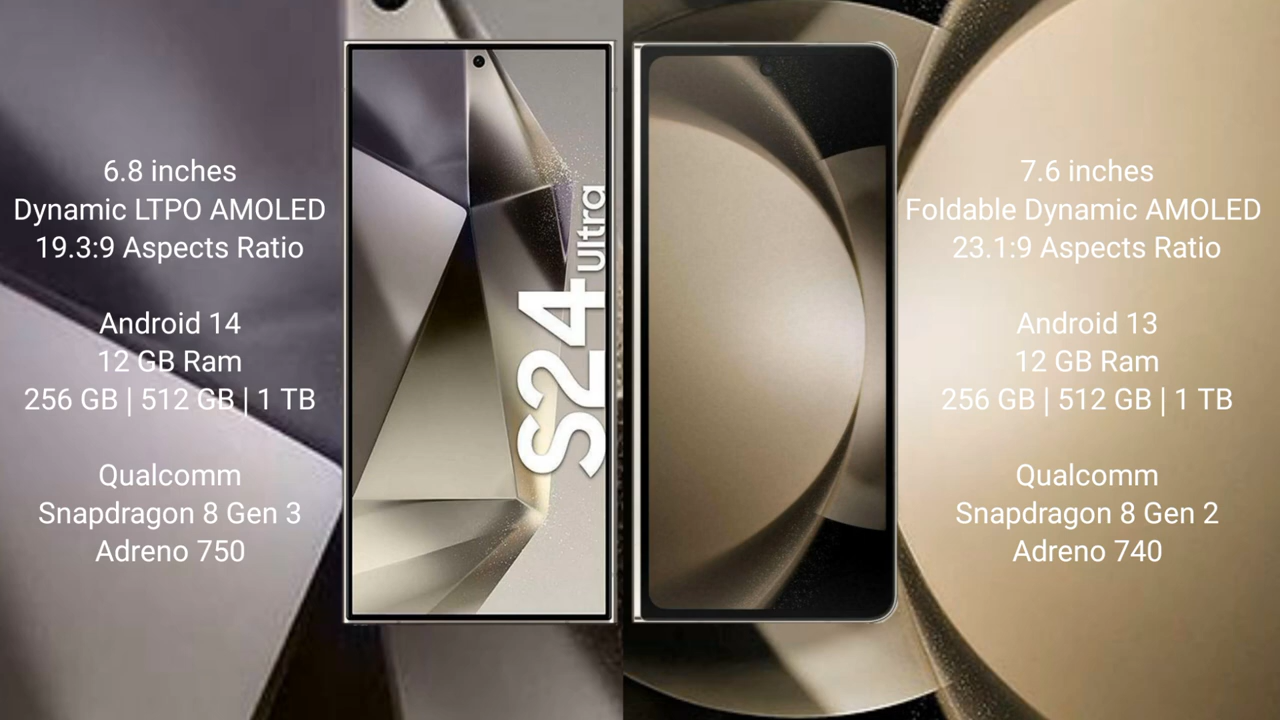 6.8 inches
Dynamic LTPO AMOLED
19.3:9 Aspects Ratio
Android 14
12 GB Ram
256 GB | 512 GB | 1 TB
Qualcomm
Snapdragon 8 Gen 3
Adreno 750
S24 ultra
7.6 inches
Foldable Dynamic AMOLED
23.1:9 Aspects Ratio
Android 13
12 GB Ram
256 GB | 512 GB | 1 TB
Qualcomm
Snapdragon 8 Gen 2
Adreno 740